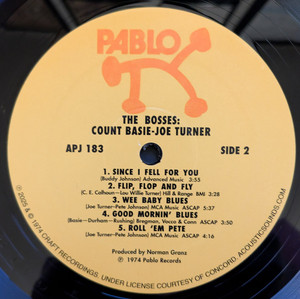 PABLO
THE BOSSES:
COUNT BASIE-JOE TURNER
APJ 183
SIDE 2
1. SINCE I FELL FOR YOU
(Buddy Johnson) Advanced Music 3:55
2. FLIP, FLOP AND FLY
(C. E. Calhoun–Lou Willie Turner) Hill & Range BMI 3:28
3. WEE BABY BLUES
(Joe Turner–Pete Johnson) MCA Music ASCAP 5:37
4. GOOD MORNIN' BLUES
(Basie–Durham–Rushing) Bregman, Vocco & Conn ASCAP 5:31
5. ROLL 'EM PETE
(Joe Turner–Pete Johnson) MCA Music ASCAP 4:16
Produced by Norman Granz
℗ 1974 Pablo Records
℗ 2025 & © 1974 CRAFT RECORDINGS. UNDER LICENSE COURTESY OF CONCORD. ACOUSTICSOUNDS.COM